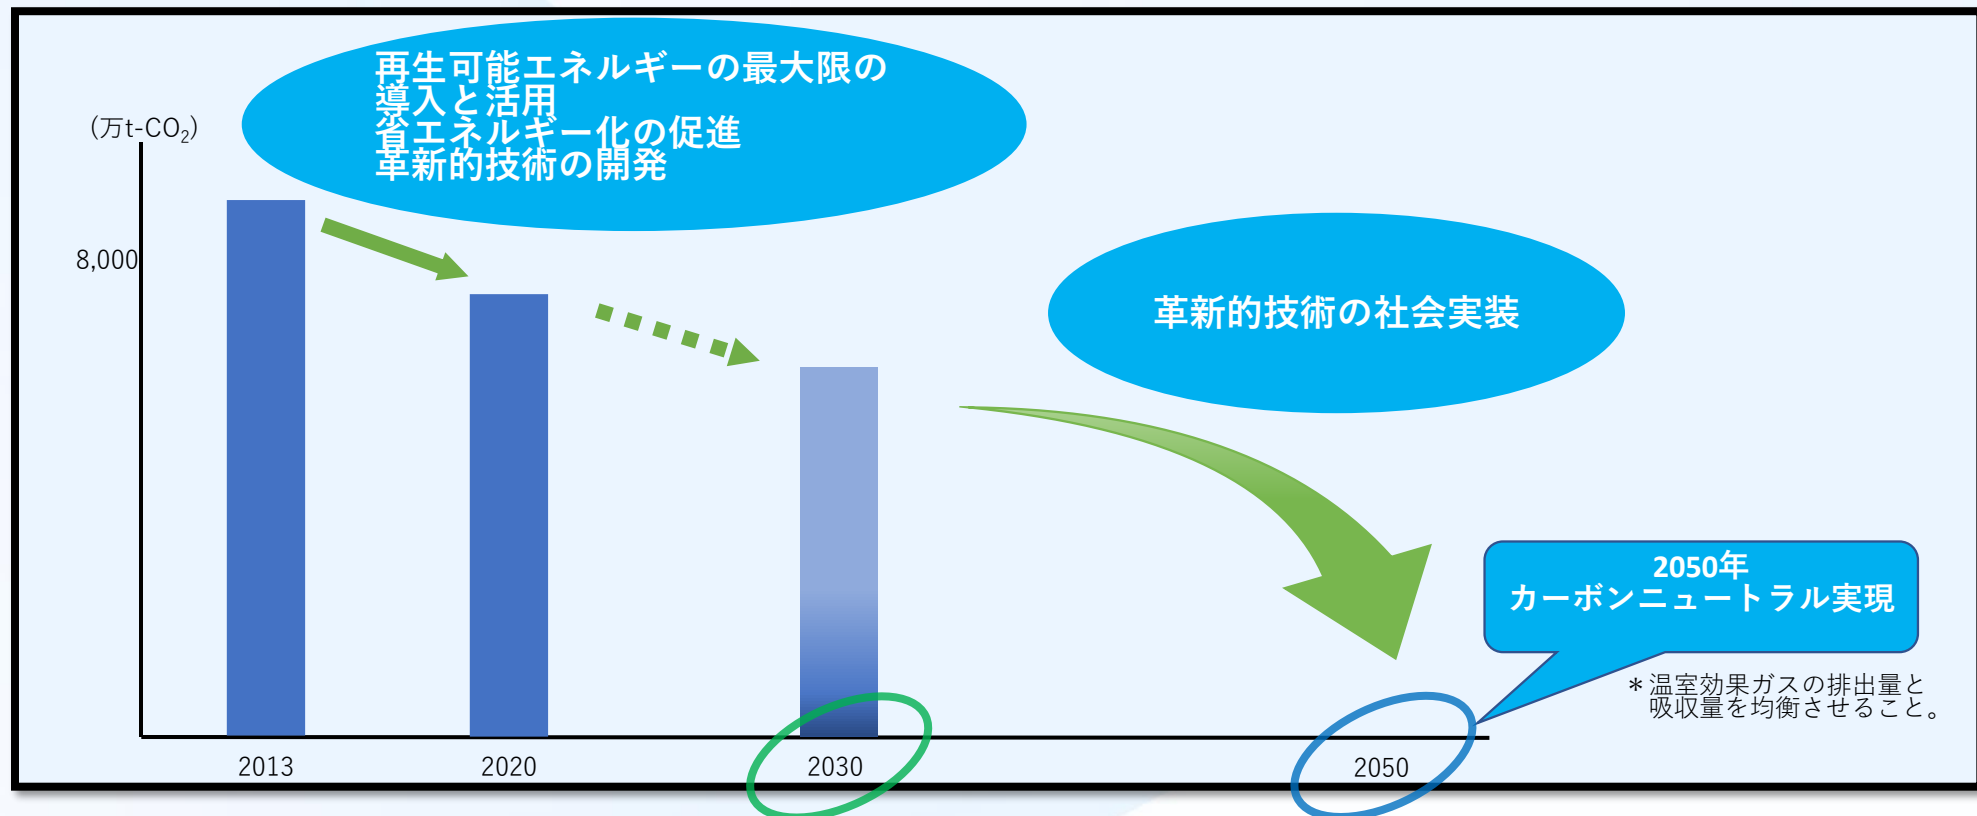 再生可能エネルギーの最大限の
導入と活用
省エネルギー化の促進
革新的技術の開発
（万t-CO₂）
8,000
革新的技術の社会実装
2050年
カーボンニュートラル実現
＊温室効果ガスの排出量と
吸収量を均衡させること。
2013
2020
2030
2050